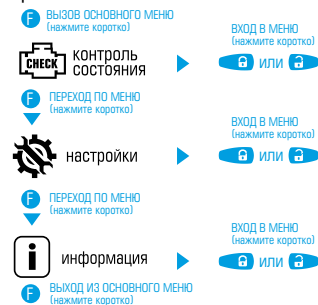 F ВЫЗОВ ОСНОВНОГО МЕНЮ
(нажмите коротко)
ВХОД В МЕНЮ
(нажмите коротко)
CHECK контроль
состояния
или
F ПЕРЕХОД ПО МЕНЮ
(нажмите коротко)
ВХОД В МЕНЮ
(нажмите коротко)
настройки
или
F ПЕРЕХОД ПО МЕНЮ
(нажмите коротко)
ВХОД В МЕНЮ
(нажмите коротко)
i информация
или
F ВЫХОД ИЗ ОСНОВНОГО МЕНЮ
(нажмите коротко)